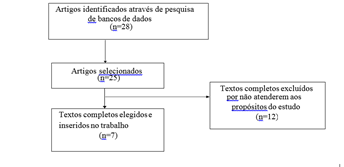 Artigos identificados através de pesquisa
de bancos de dados
(n=28)
Artigos selecionados
(n=25)
Textos completos excluídos
por não atenderem aos
propósitos do estudo
(n=12)
Textos completos elegidos e
inseridos no trabalho
(n=7)